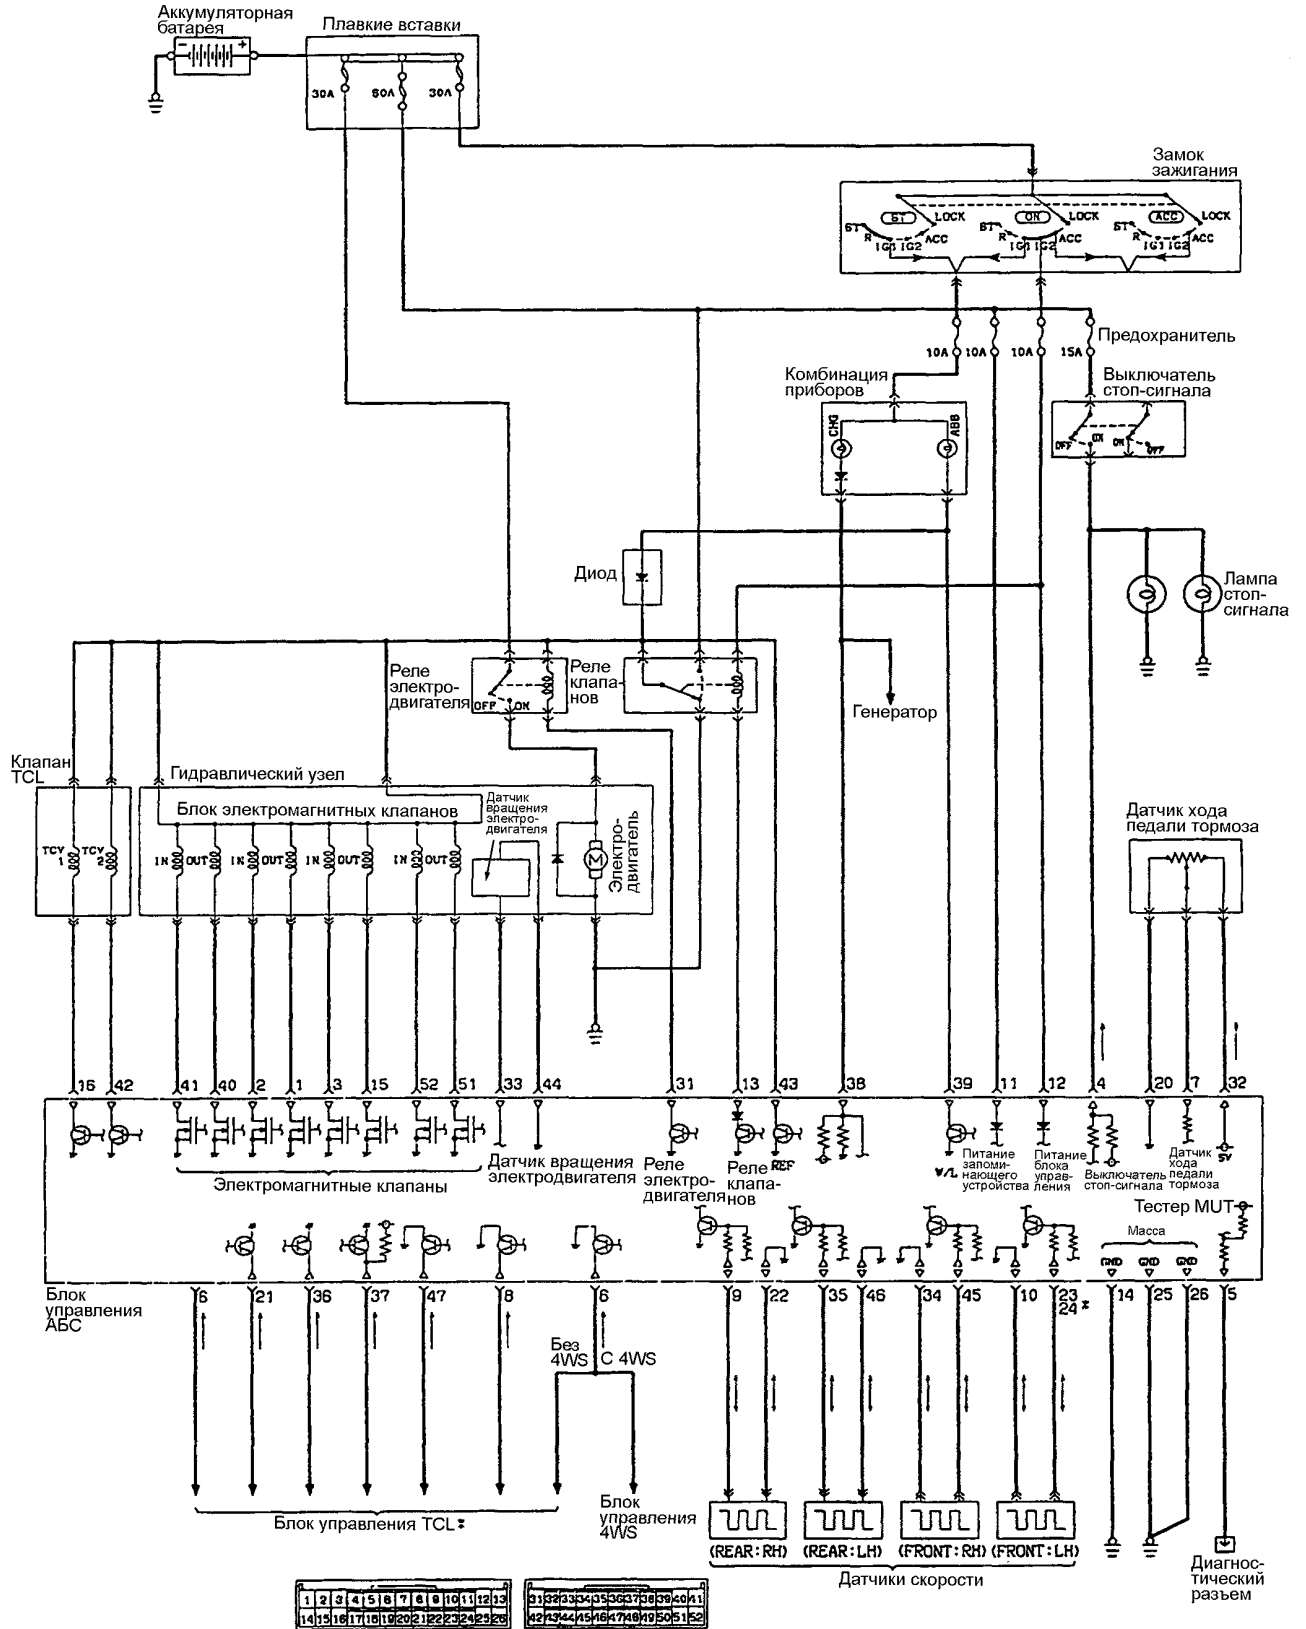 Аккумуляторная
батарея
Плавкие вставки
- +
30A 60A 30A
Замок
зажигания
ST LOCK ON LOCK ACC LOCK
ST R IG1 IG2 ACC ST R IG1 IG2 ACC ST R IG1 IG2 ACC
10A 10A 10A 15A
Предохранитель
Комбинация
приборов
Выключатель
стоп-сигнала
CHG ABB
OFF ON ON OFF
Диод
Лампа
стоп-
сигнала
Реле
электро-
двигателя
OFF ON
Реле
клапа-
нов
Генератор
Клапан
TCL
Гидравлический узел
Блок электромагнитных клапанов
Датчик
вращения
электро-
двигателя
Электро-
двигатель
M
Датчик хода
педали тормоза
TCV
1
TCV
2
IN OUT IN OUT IN OUT IN OUT
16 42 41 40 2 1 3 15 52 51 33 44 31 13 43 38 39 11 12 4 20 7 32
Электромагнитные клапаны
Датчик вращения
электродвигателя
Реле
электро-
двигателя
Реле
клапа-
нов
REF
W/L
Питание
запоми-
нающего
устройства
Питание
блока
управ-
ления
Выключатель
стоп-сигнала
Датчик
хода
педали
тормоза
5V
Тестер MUT
Масса
GND GND GND
Блок
управления
АБС
6 21 36 37 47 8 6 9 22 35 46 34 45 10 23
24*
14 25 26 5
Без
4WS
С 4WS
Блок управления TCL*
Блок
управления
4WS
(REAR:RH) (REAR:LH) (FRONT:RH) (FRONT:LH)
Датчики скорости
Диагнос-
тический
разъем
1 2 3 4 5 6 7 8 9 10 11 12 13
14 15 16 17 18 19 20 21 22 23 24 25 26
31 32 33 34 35 36 37 38 39 40 41
42 43 44 45 46 47 48 49 50 51 52